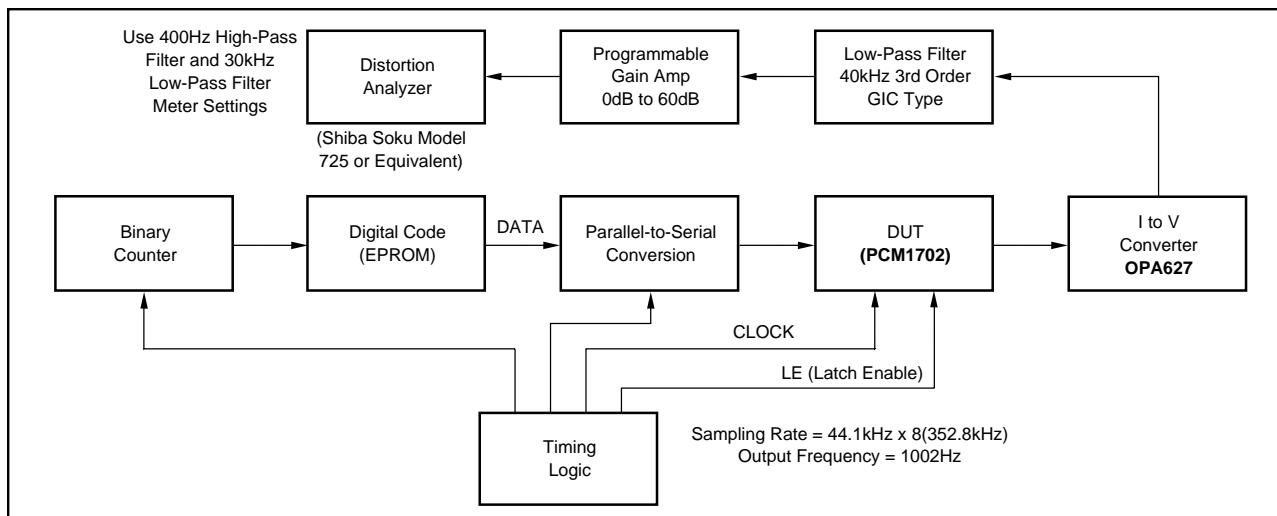 Use 400Hz High-Pass
Filter and 30kHz
Low-Pass Filter
Meter Settings
Distortion
Analyzer
(Shiba Soku Model
725 or Equivalent)
Programmable
Gain Amp
0dB to 60dB
Low-Pass Filter
40kHz 3rd Order
GIC Type
Binary
Counter
Digital Code
(EPROM)
DATA
Parallel-to-Serial
Conversion
DUT
(PCM1702)
I to V
Converter
OPA627
CLOCK
LE (Latch Enable)
Timing
Logic
Sampling Rate = 44.1kHz x 8(352.8kHz)
Output Frequency = 1002Hz